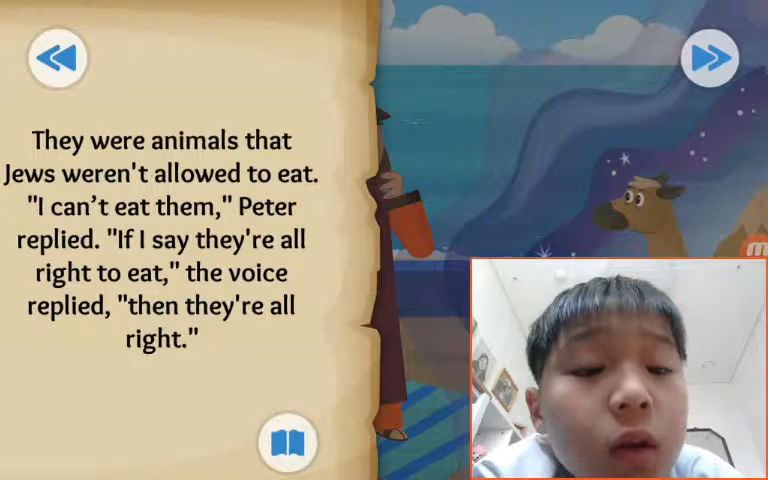 They were animals that
Jews weren't allowed to eat.
"I can’t eat them," Peter
replied. "If I say they're all
right to eat," the voice
replied, "then they're all
right."